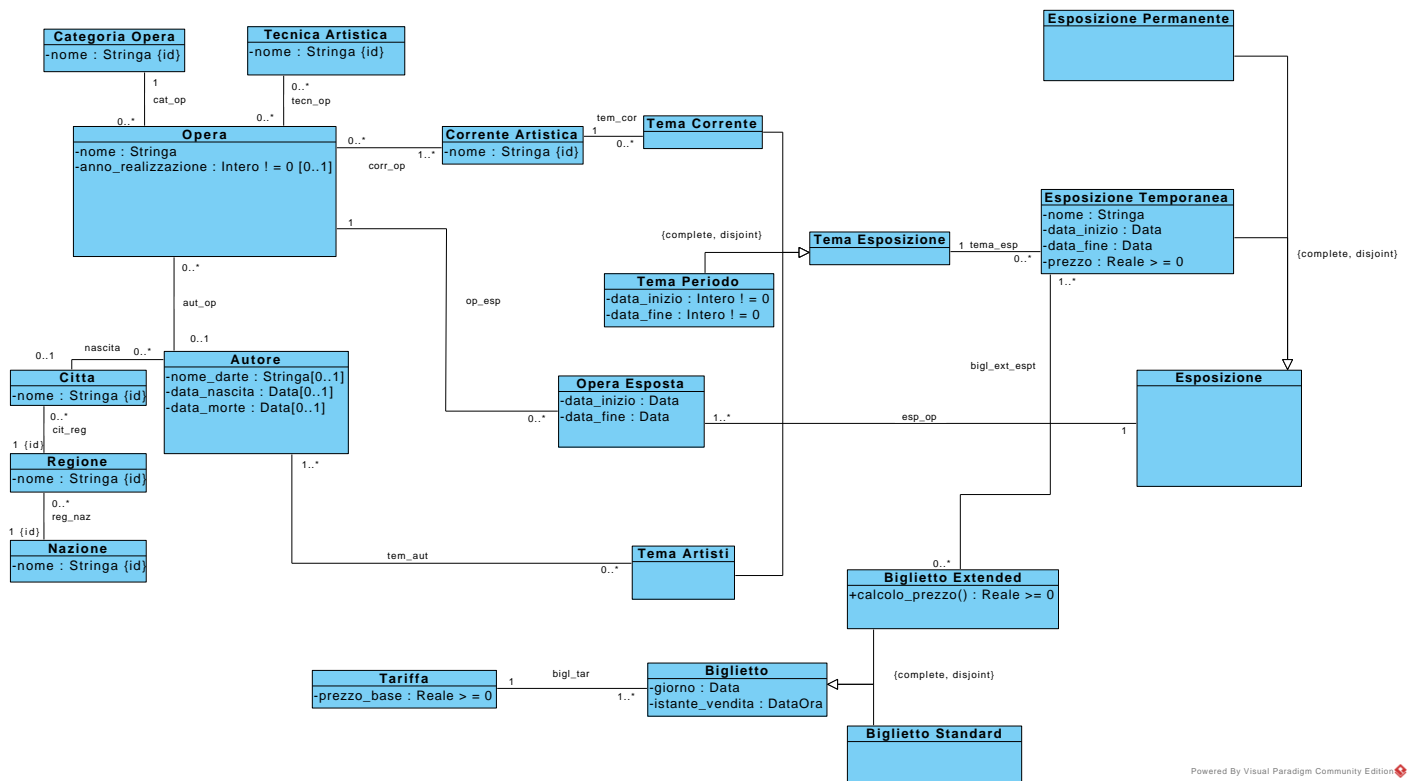 Esposizione Permanente
Categoria Opera
-nome : Stringa {id}
Tecnica Artistica
-nome : Stringa {id}
1
cat_op
0..*
0..*
tecn_op
0..*
Opera
-nome : Stringa
-anno_realizzazione : Intero ! = 0 [0..1]
0..*
1..*
corr_op
Corrente Artistica
-nome : Stringa {id}
tem_cor
1
0..*
Tema Corrente
1
op_esp
0..*
{complete, disjoint}
Tema Esposizione
1 tema_esp
0..*
Esposizione Temporanea
-nome : Stringa
-data_inizio : Data
-data_fine : Data
-prezzo : Reale > = 0
1..*
{complete, disjoint}
Tema Periodo
-data_inizio : Intero ! = 0
-data_fine : Intero ! = 0
0..*
aut_op
0..1
nascita
0..1
0..*
Autore
-nome_darte : Stringa[0..1]
-data_nascita : Data[0..1]
-data_morte : Data[0..1]
1..*
Citta
-nome : Stringa {id}
0..*
cit_reg
1 {id}
Regione
-nome : Stringa {id}
0..*
reg_naz
1 {id}
Nazione
-nome : Stringa {id}
Opera Esposta
-data_inizio : Data
-data_fine : Data
1..*
esp_op
1
Esposizione
bigl_ext_espt
0..*
tem_aut
0..*
Tema Artisti
Biglietto Extended
+calcolo_prezzo() : Reale >= 0
{complete, disjoint}
Tariffa
-prezzo_base : Reale > = 0
1
bigl_tar
1..*
Biglietto
-giorno : Data
-istante_vendita : DataOra
Biglietto Standard
Powered By Visual Paradigm Community Edition